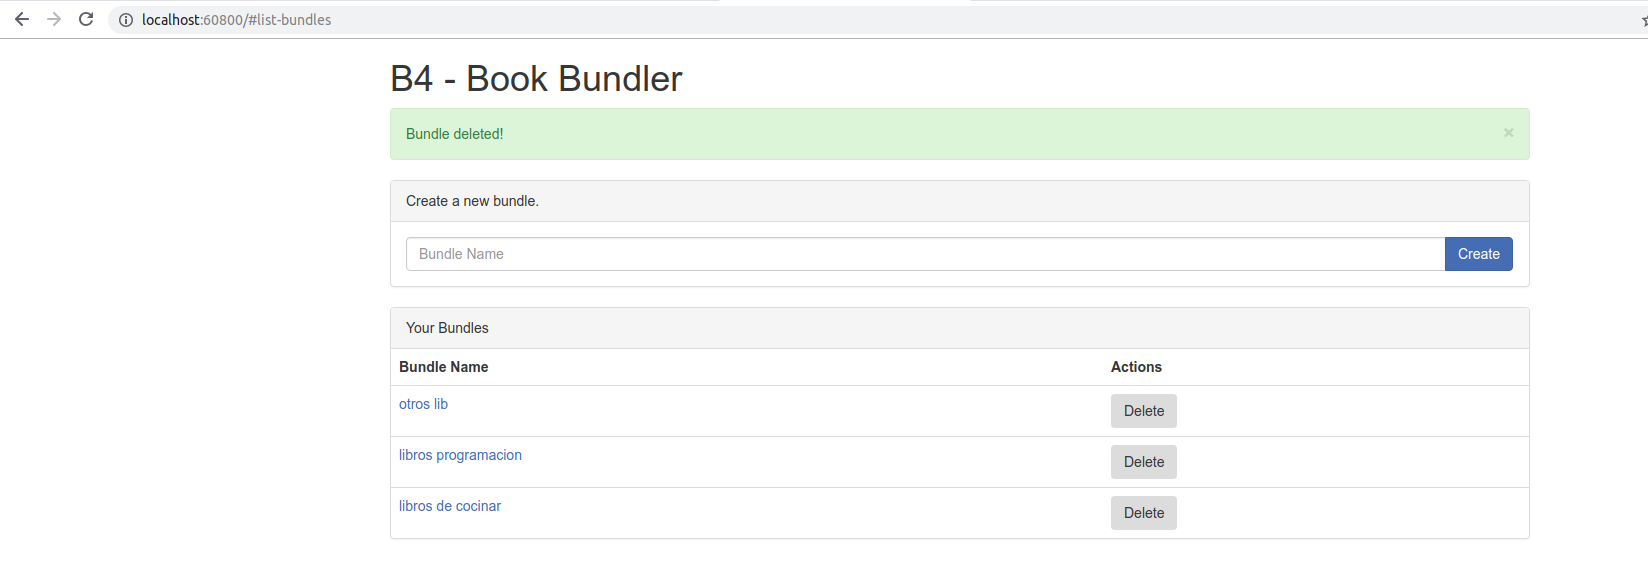 localhost:60800/#list-bundles
B4 - Book Bundler
Bundle deleted! ×
Create a new bundle.
Bundle Name Create
Your Bundles
Bundle Name Actions
otros lib Delete
libros programacion Delete
libros de cocinar Delete